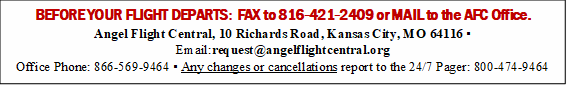 BEFORE YOUR FLIGHT DEPARTS: FAX to 816-421-2409 or MAIL to the AFC Office.
Angel Flight Central, 10 Richards Road, Kansas City, MO 64116 ▪
Email:request@angelflightcentral.org
Office Phone: 866-569-9464 ▪ Any changes or cancellations report to the 24/7 Pager: 800-474-9464